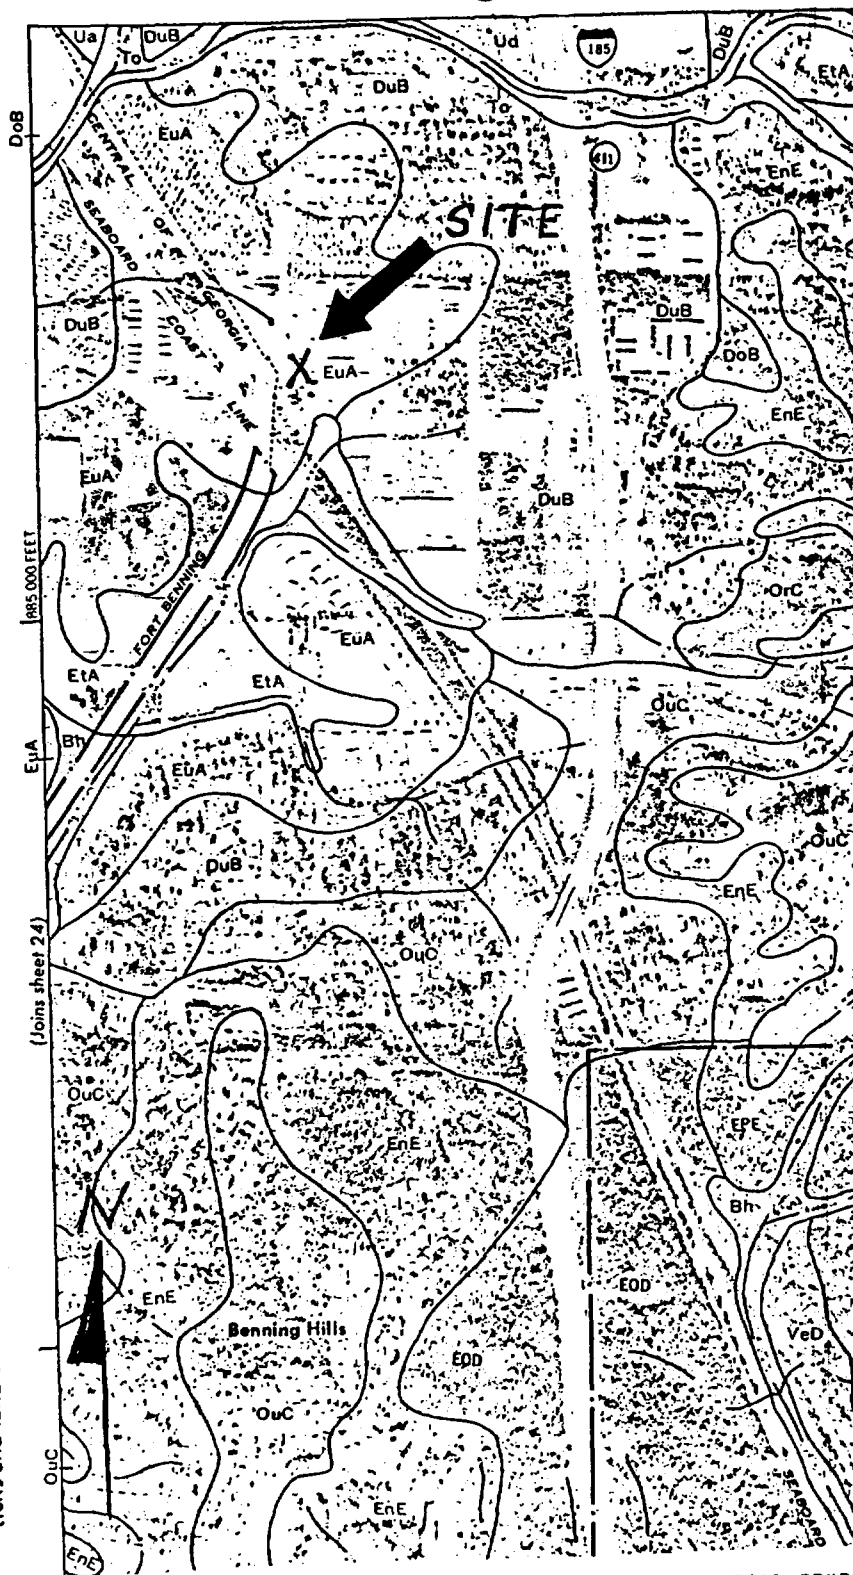 Ua
DuB
To
Ud
185
DuB
EtA
DuB
To
DoB
EuA
CENTRAL OF GEORGIA
411
EnE
SITE
SEABOARD COAST LINE
DuB
DuB
DoB
X
EuA
EnE
EuA
DuB
885 000 FEET
FORT BENNING
OrC
EuA
EtA
EtA
OuC
Bh
EuA
EuA
OuC
DuB
EnE
OuC
(Joins sheet 24)
OuC
EnE
EPE
N
Bh
EnE
EOD
Benning Hills
EOD
VeD
OuC
OuC
SEABOARD
EnE
EnE